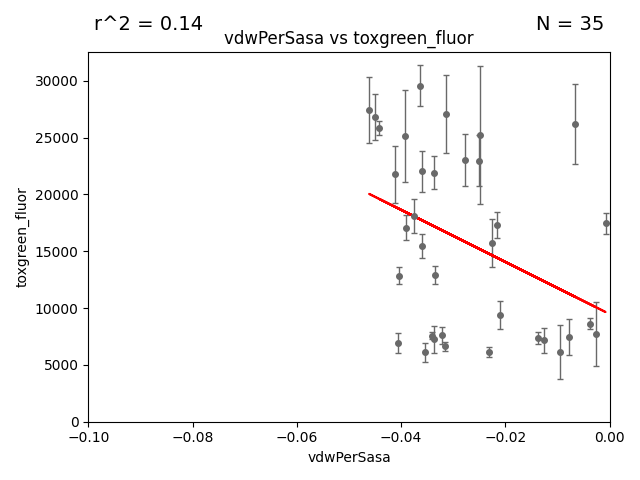 r^2 = 0.14
N = 35
vdwPerSasa vs toxgreen_fluor
30000
25000
20000
15000
10000
5000
0
toxgreen_fluor
−0.10
−0.08
−0.06
−0.04
−0.02
0.00
vdwPerSasa